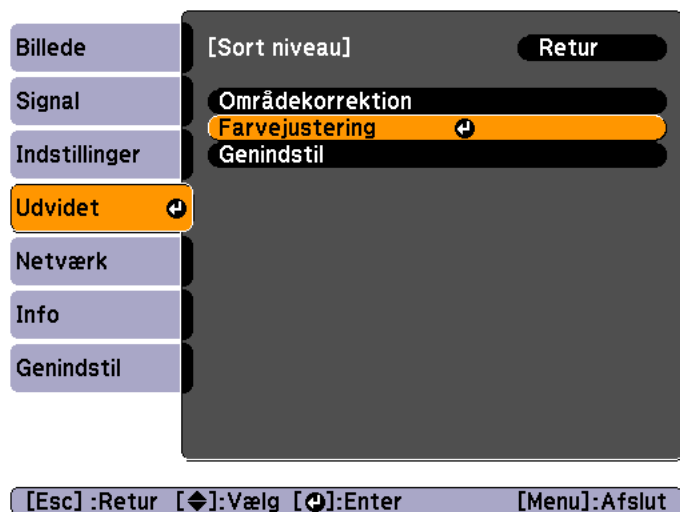 Billede
Signal
Indstillinger
Udvidet
Netværk
Info
Genindstil
[Sort niveau] Retur
Områdekorrektion
Farvejustering
Genindstil
[Esc] :Retur [◆]:Vælg [↵]:Enter [Menu]:Afslut